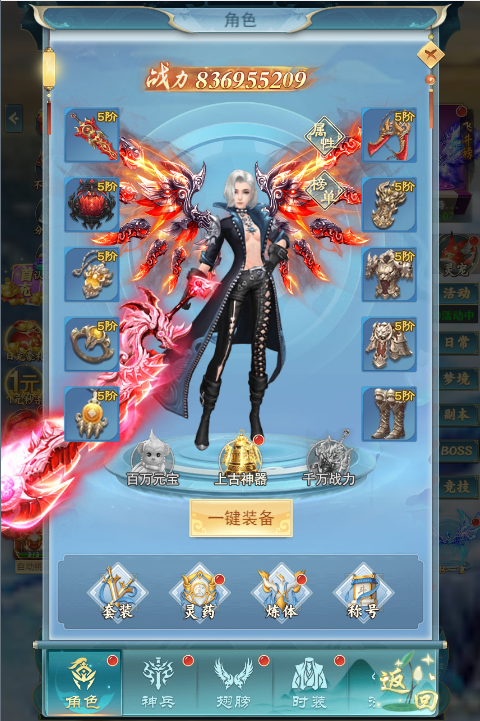 角色
战力 836955209
5阶
5阶
属性
榜单
5阶
5阶
5阶
5阶
5阶
5阶
5阶
5阶
百万元宝
上古神器
千万战力
一键装备
套装
灵药
炼体
称号
角色
神兵
翅膀
时装
返回
活动
活动中
日常
梦境
副本
BOSS
竞技